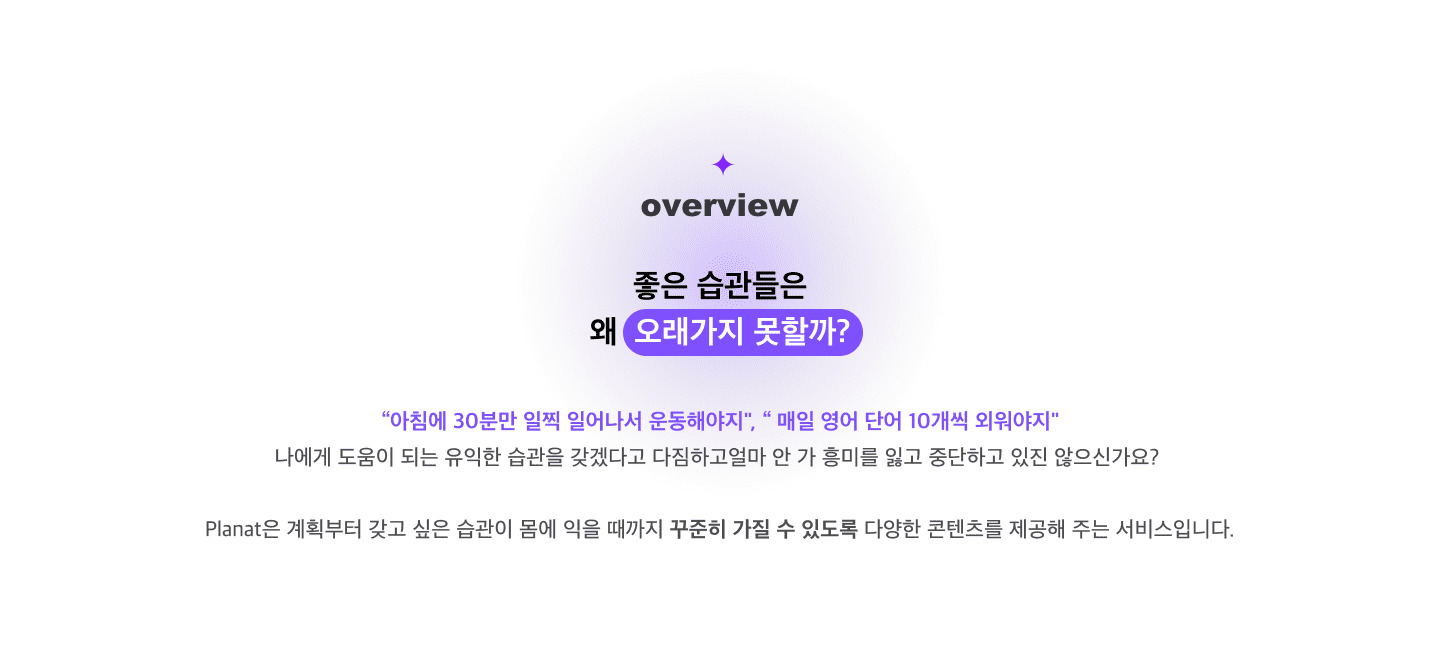 overview
좋은 습관들은
왜 오래가지 못할까?
“아침에 30분만 일찍 일어나서 운동해야지", “ 매일 영어 단어 10개씩 외워야지"
나에게 도움이 되는 유익한 습관을 갖겠다고 다짐하고얼마 안 가 흥미를 잃고 중단하고 있진 않으신가요?
Planat은 계획부터 갖고 싶은 습관이 몸에 익을 때까지 꾸준히 가질 수 있도록 다양한 콘텐츠를 제공해 주는 서비스입니다.